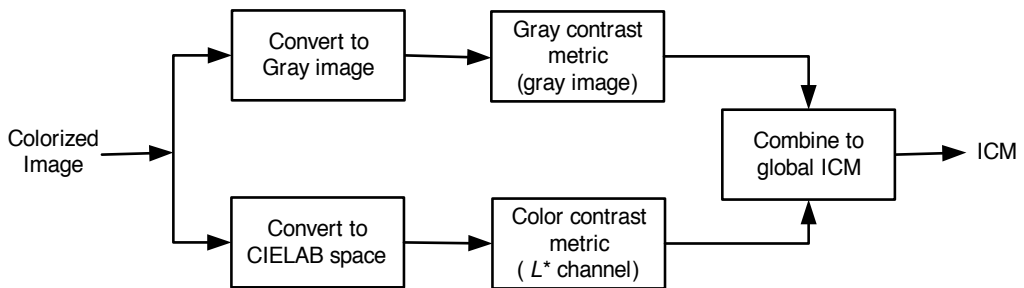 Colorized
Image
Convert to
Gray image
Gray contrast
metric
(gray image)
Convert to
CIELAB space
Color contrast
metric
( L* channel)
Combine to
global ICM
ICM